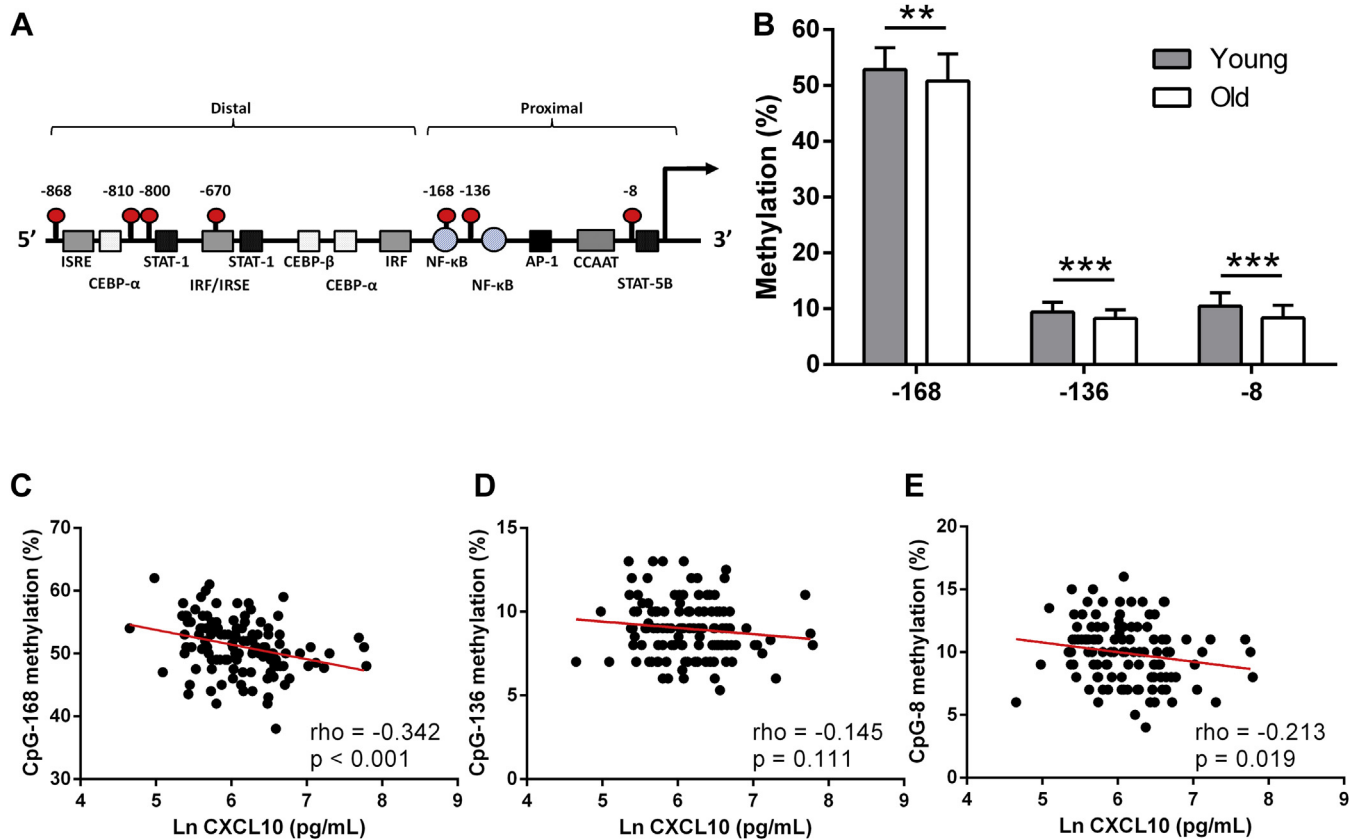 A
Distal
Proximal
-868
-810
-800
-670
-168
-136
-8
5’
3’
ISRE
CEBP-α
STAT-1
IRF/IRSE
STAT-1
CEBP-β
CEBP-α
IRF
NF-κB
NF-κB
AP-1
CCAAT
STAT-5B
B
Methylation (%)
60
50
40
30
20
10
0
**
***
***
Young
Old
-168
-136
-8
C
CpG-168 methylation (%)
70
60
50
40
30
rho = -0.342
p < 0.001
4 5 6 7 8 9
Ln CXCL10 (pg/mL)
D
CpG-136 methylation (%)
15
10
5
0
rho = -0.145
p = 0.111
4 5 6 7 8 9
Ln CXCL10 (pg/mL)
E
CpG-8 methylation (%)
20
15
10
5
0
rho = -0.213
p = 0.019
4 5 6 7 8 9
Ln CXCL10 (pg/mL)